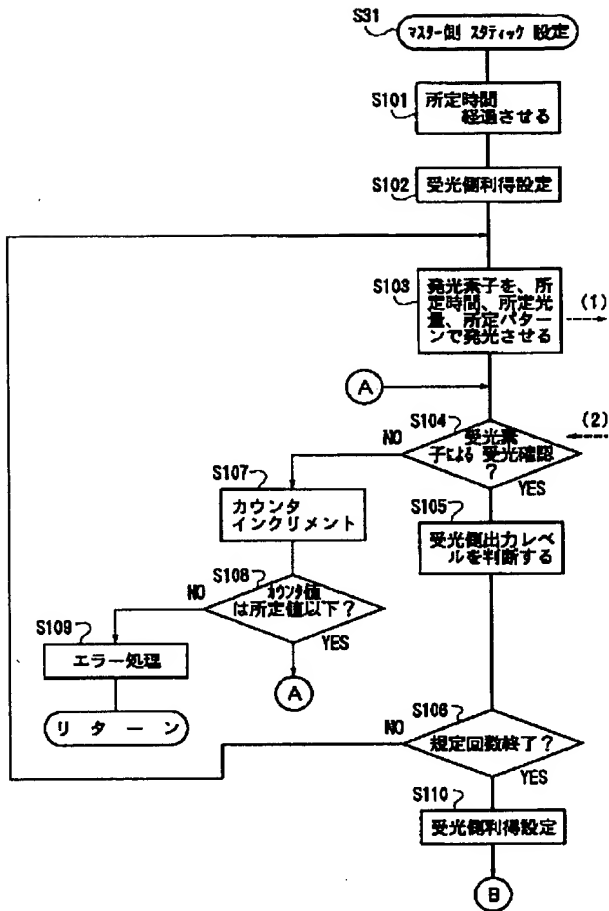 S31
マスター側 スタティック 設定
S101
所定時間
経過させる
S102
受光側利得設定
S103
発光素子を、所
定時間、所定光
量、所定パター
ンで発光させる
(1)
A
S104
(2)
受光素
子による 受光確認
?
NO
YES
S107
カウンタ
インクリメント
S105
受光側出力レベ
ルを判断する
S108
カウンタ値
は所定値以下?
NO
YES
S109
エラー処理
リターン
A
S106
規定回数終了?
NO
YES
S110
受光側利得設定
B